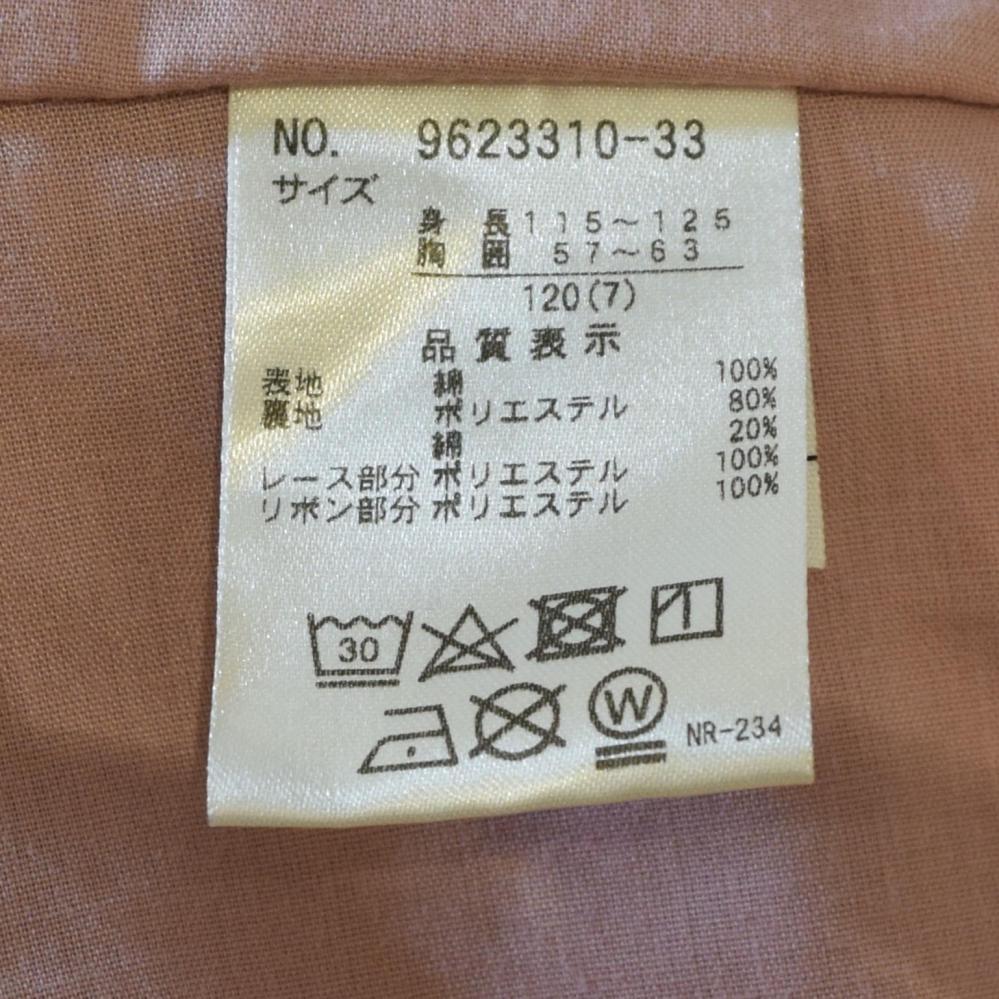 NO. 9623310-33
サイズ
身長115～125
胸囲 57～63
120(7)
品質表示
表地 綿 100%
裏地 ポリエステル 80%
綿 20%
レース部分 ポリエステル 100%
リボン部分 ポリエステル 100%
30
W
NR-234